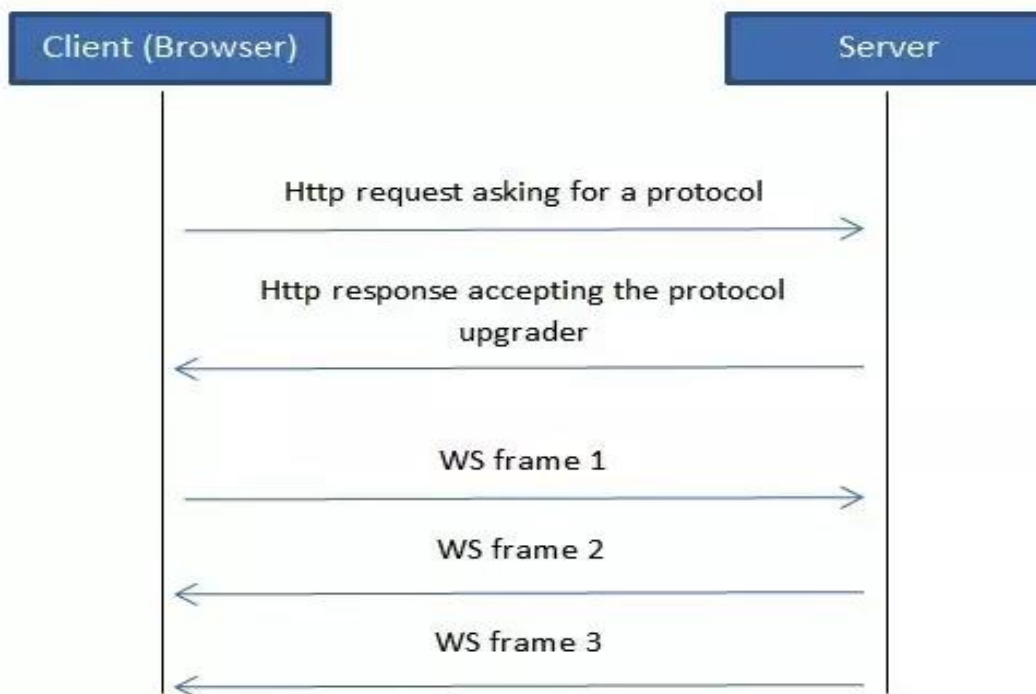 Client (Browser)
Server
Http request asking for a protocol
Http response accepting the protocol
upgrader
WS frame 1
WS frame 2
WS frame 3